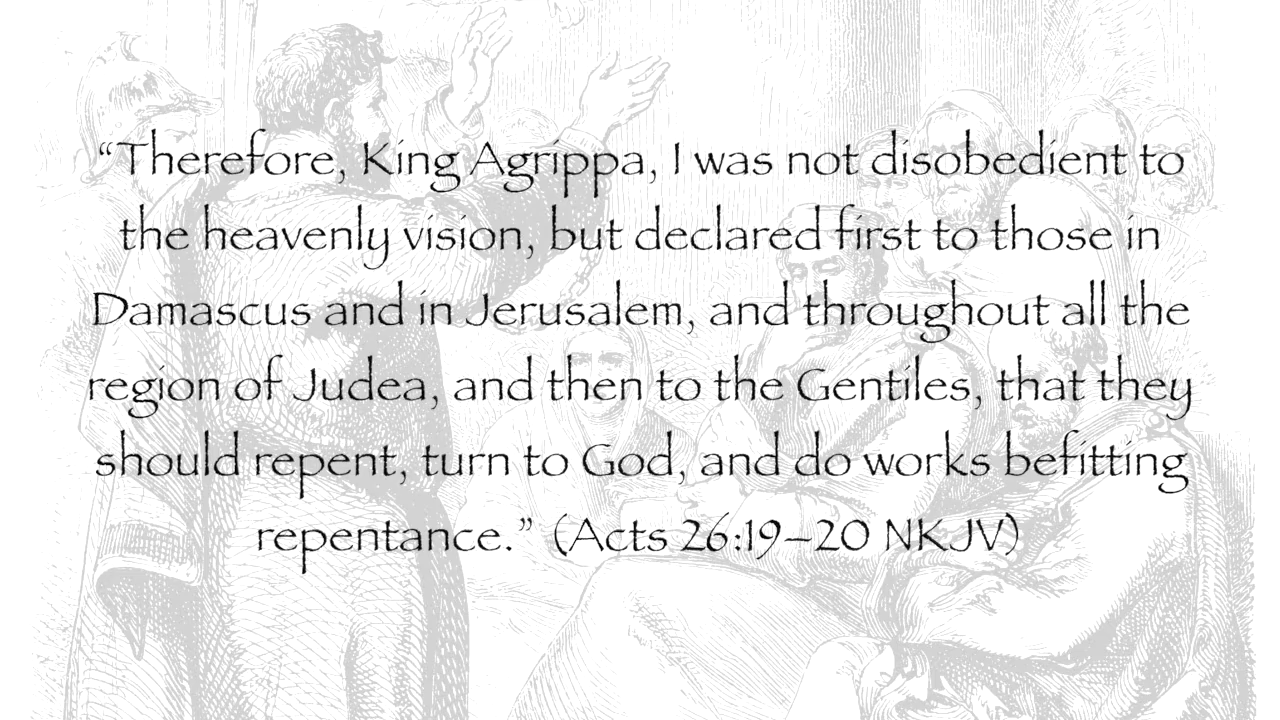 “Therefore, King Agrippa, I was not disobedient to
the heavenly vision, but declared first to those in
Damascus and in Jerusalem, and throughout all the
region of Judea, and then to the Gentiles, that they
should repent, turn to God, and do works befitting
repentance.” (Acts 26:19–20 NKJV)